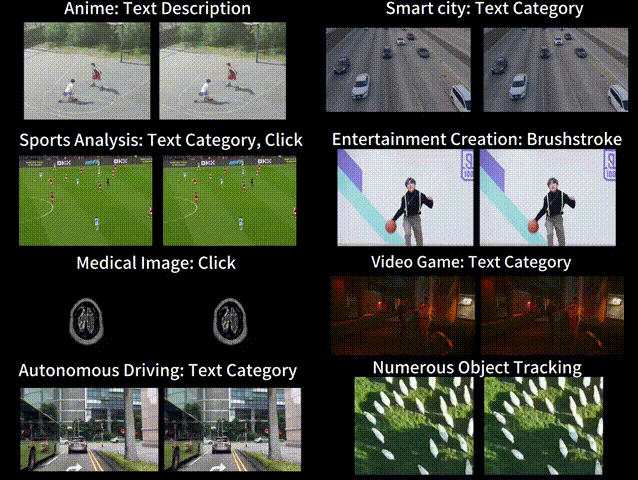 Anime: Text Description
Smart city: Text Category
Sports Analysis: Text Category, Click
Entertainment Creation: Brushstroke
Medical Image: Click
Video Game: Text Category
Autonomous Driving: Text Category
Numerous Object Tracking